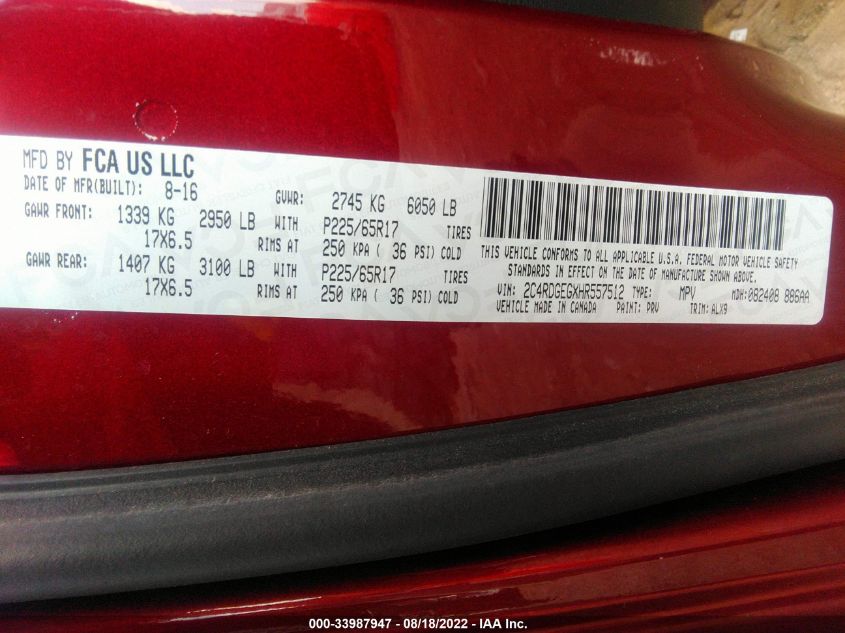 MFD BY FCA US LLC
DATE OF MFR(BUILT): 8-16 GVWR: 2745 KG 6050 LB
GAWR FRONT: 1339 KG 2950 LB WITH P225/65R17 TIRES
17X6.5 RIMS AT 250 KPA ( 36 PSI) COLD
GAWR REAR: 1407 KG 3100 LB WITH P225/65R17 TIRES
17X6.5 RIMS AT 250 KPA ( 36 PSI) COLD
THIS VEHICLE CONFORMS TO ALL APPLICABLE U.S.A. FEDERAL MOTOR VEHICLE SAFETY
STANDARDS IN EFFECT ON THE DATE OF MANUFACTURE SHOWN ABOVE.
VIN: 2C4RDGEGXHR557512 TYPE: MPV MDH: 082408 886AA
VEHICLE MADE IN CANADA PAINT: PRV TRIM: ALX9
000-33987947 - 08/18/2022 - IAA Inc.